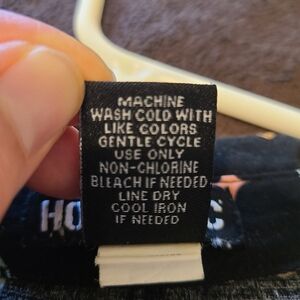 MACHINE
WASH COLD WITH
LIKE COLORS
GENTLE CYCLE
USE ONLY
NON-CHLORINE
BLEACH IF NEEDED
LINE DRY
COOL IRON
IF NEEDED